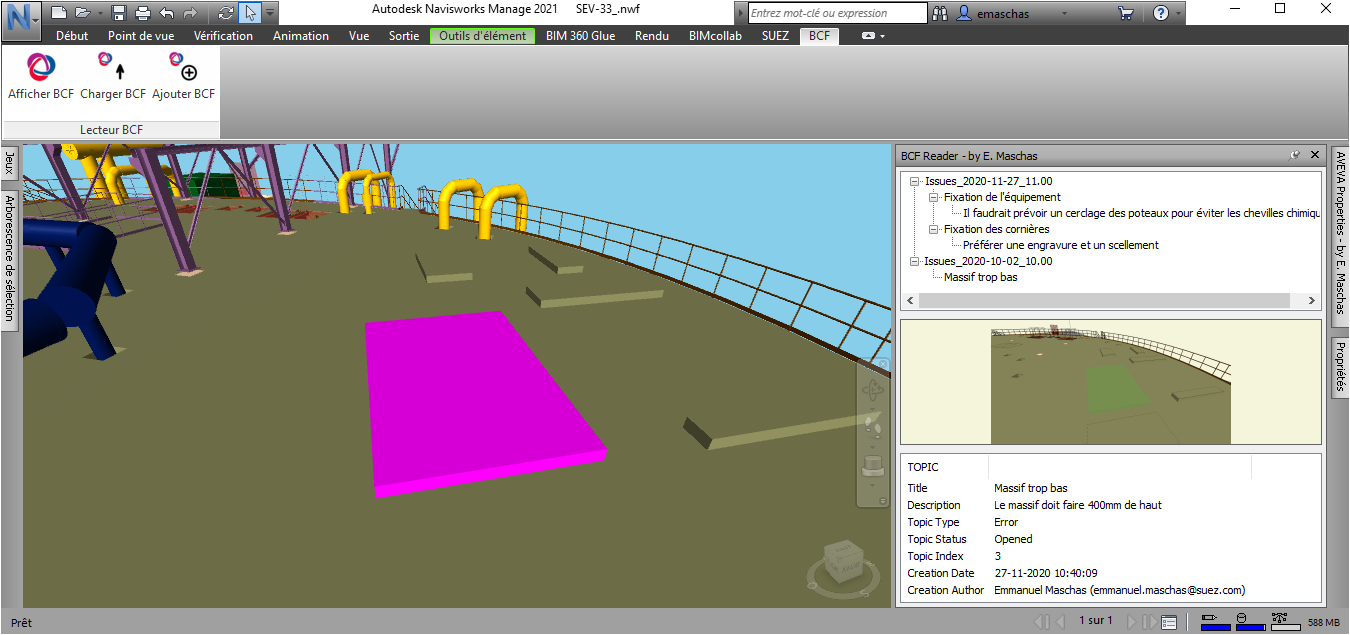 Autodesk Navisworks Manage 2021 SEV-33_.nwf
Entrez mot-clé ou expression
emaschas
Début Point de vue Vérification Animation Vue Sortie Outils d'élément BIM 360 Glue Rendu BIMcollab SUEZ BCF
Afficher BCF Charger BCF Ajouter BCF
Lecteur BCF
Jeux
Arborescence de sélection
BCF Reader - by E. Maschas
Issues_2020-11-27_11.00
Fixation de l'équipement
Il faudrait prévoir un cerclage des poteaux pour éviter les chevilles chimiqu
Fixation des cornières
Préférer une engravure et un scellement
Issues_2020-10-02_10.00
Massif trop bas
TOPIC
Title Massif trop bas
Description Le massif doit faire 400mm de haut
Topic Type Error
Topic Status Opened
Topic Index 3
Creation Date 27-11-2020 10:40:09
Creation Author Emmanuel Maschas (emmanuel.maschas@suez.com)
AVEVA Properties - by E. Maschas
Propriétés
Prêt
1 sur 1
588 MB